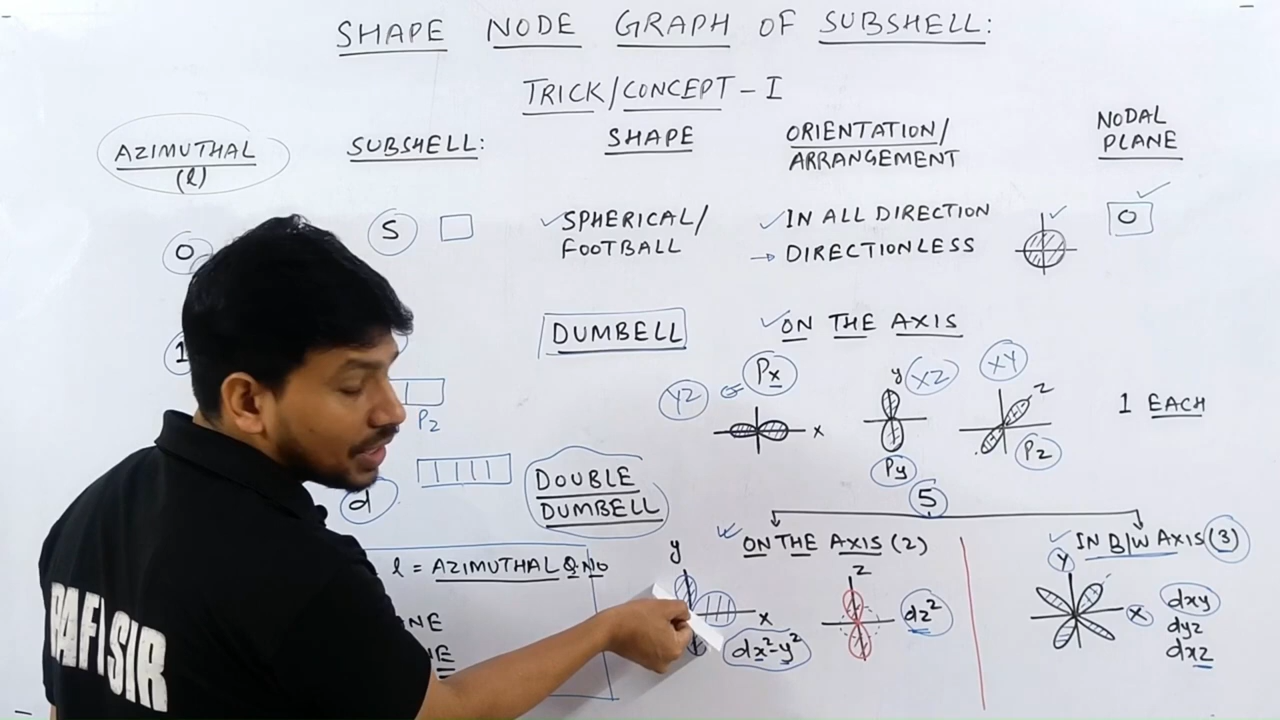 SHAPE NODE GRAPH OF SUBSHELL:
TRICK/CONCEPT - I
AZIMUTHAL
(l)
SUBSHELL:
SHAPE
ORIENTATION/
ARRANGEMENT
NODAL
PLANE
0
S
SPHERICAL/
FOOTBALL
IN ALL DIRECTION
→ DIRECTIONLESS
0
1
Pz
DUMBELL
ON THE AXIS
YZ
Px
x
y
XZ
Py
XY
z
Pz
1 EACH
d
DOUBLE
DUMBELL
5
ON THE AXIS (2)
IN B/W AXIS (3)
y
x
dx²-y²
z
dz²
Y
X
dxy
dyz
dxz
l = AZIMUTHAL Q.NO
ANE
NE
RAFI SIR